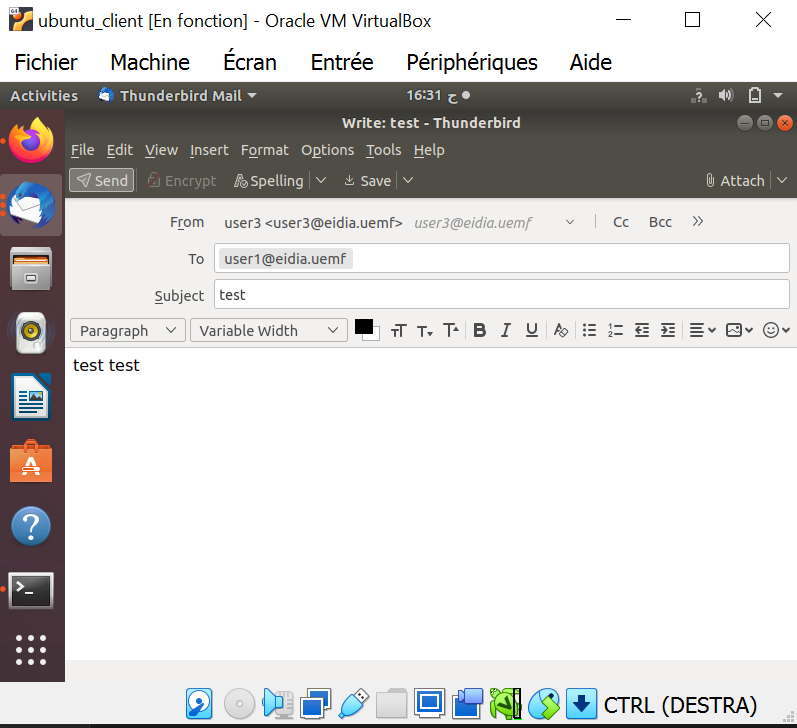 ubuntu_client [En fonction] - Oracle VM VirtualBox
Fichier Machine Écran Entrée Périphériques Aide
Activities Thunderbird Mail 16:31 ح
Write: test - Thunderbird
File Edit View Insert Format Options Tools Help
Send Encrypt Spelling Save Attach
From user3 <user3@eidia.uemf> user3@eidia.uemf Cc Bcc
To user1@eidia.uemf
Subject test
Paragraph Variable Width
test test
CTRL (DESTRA)